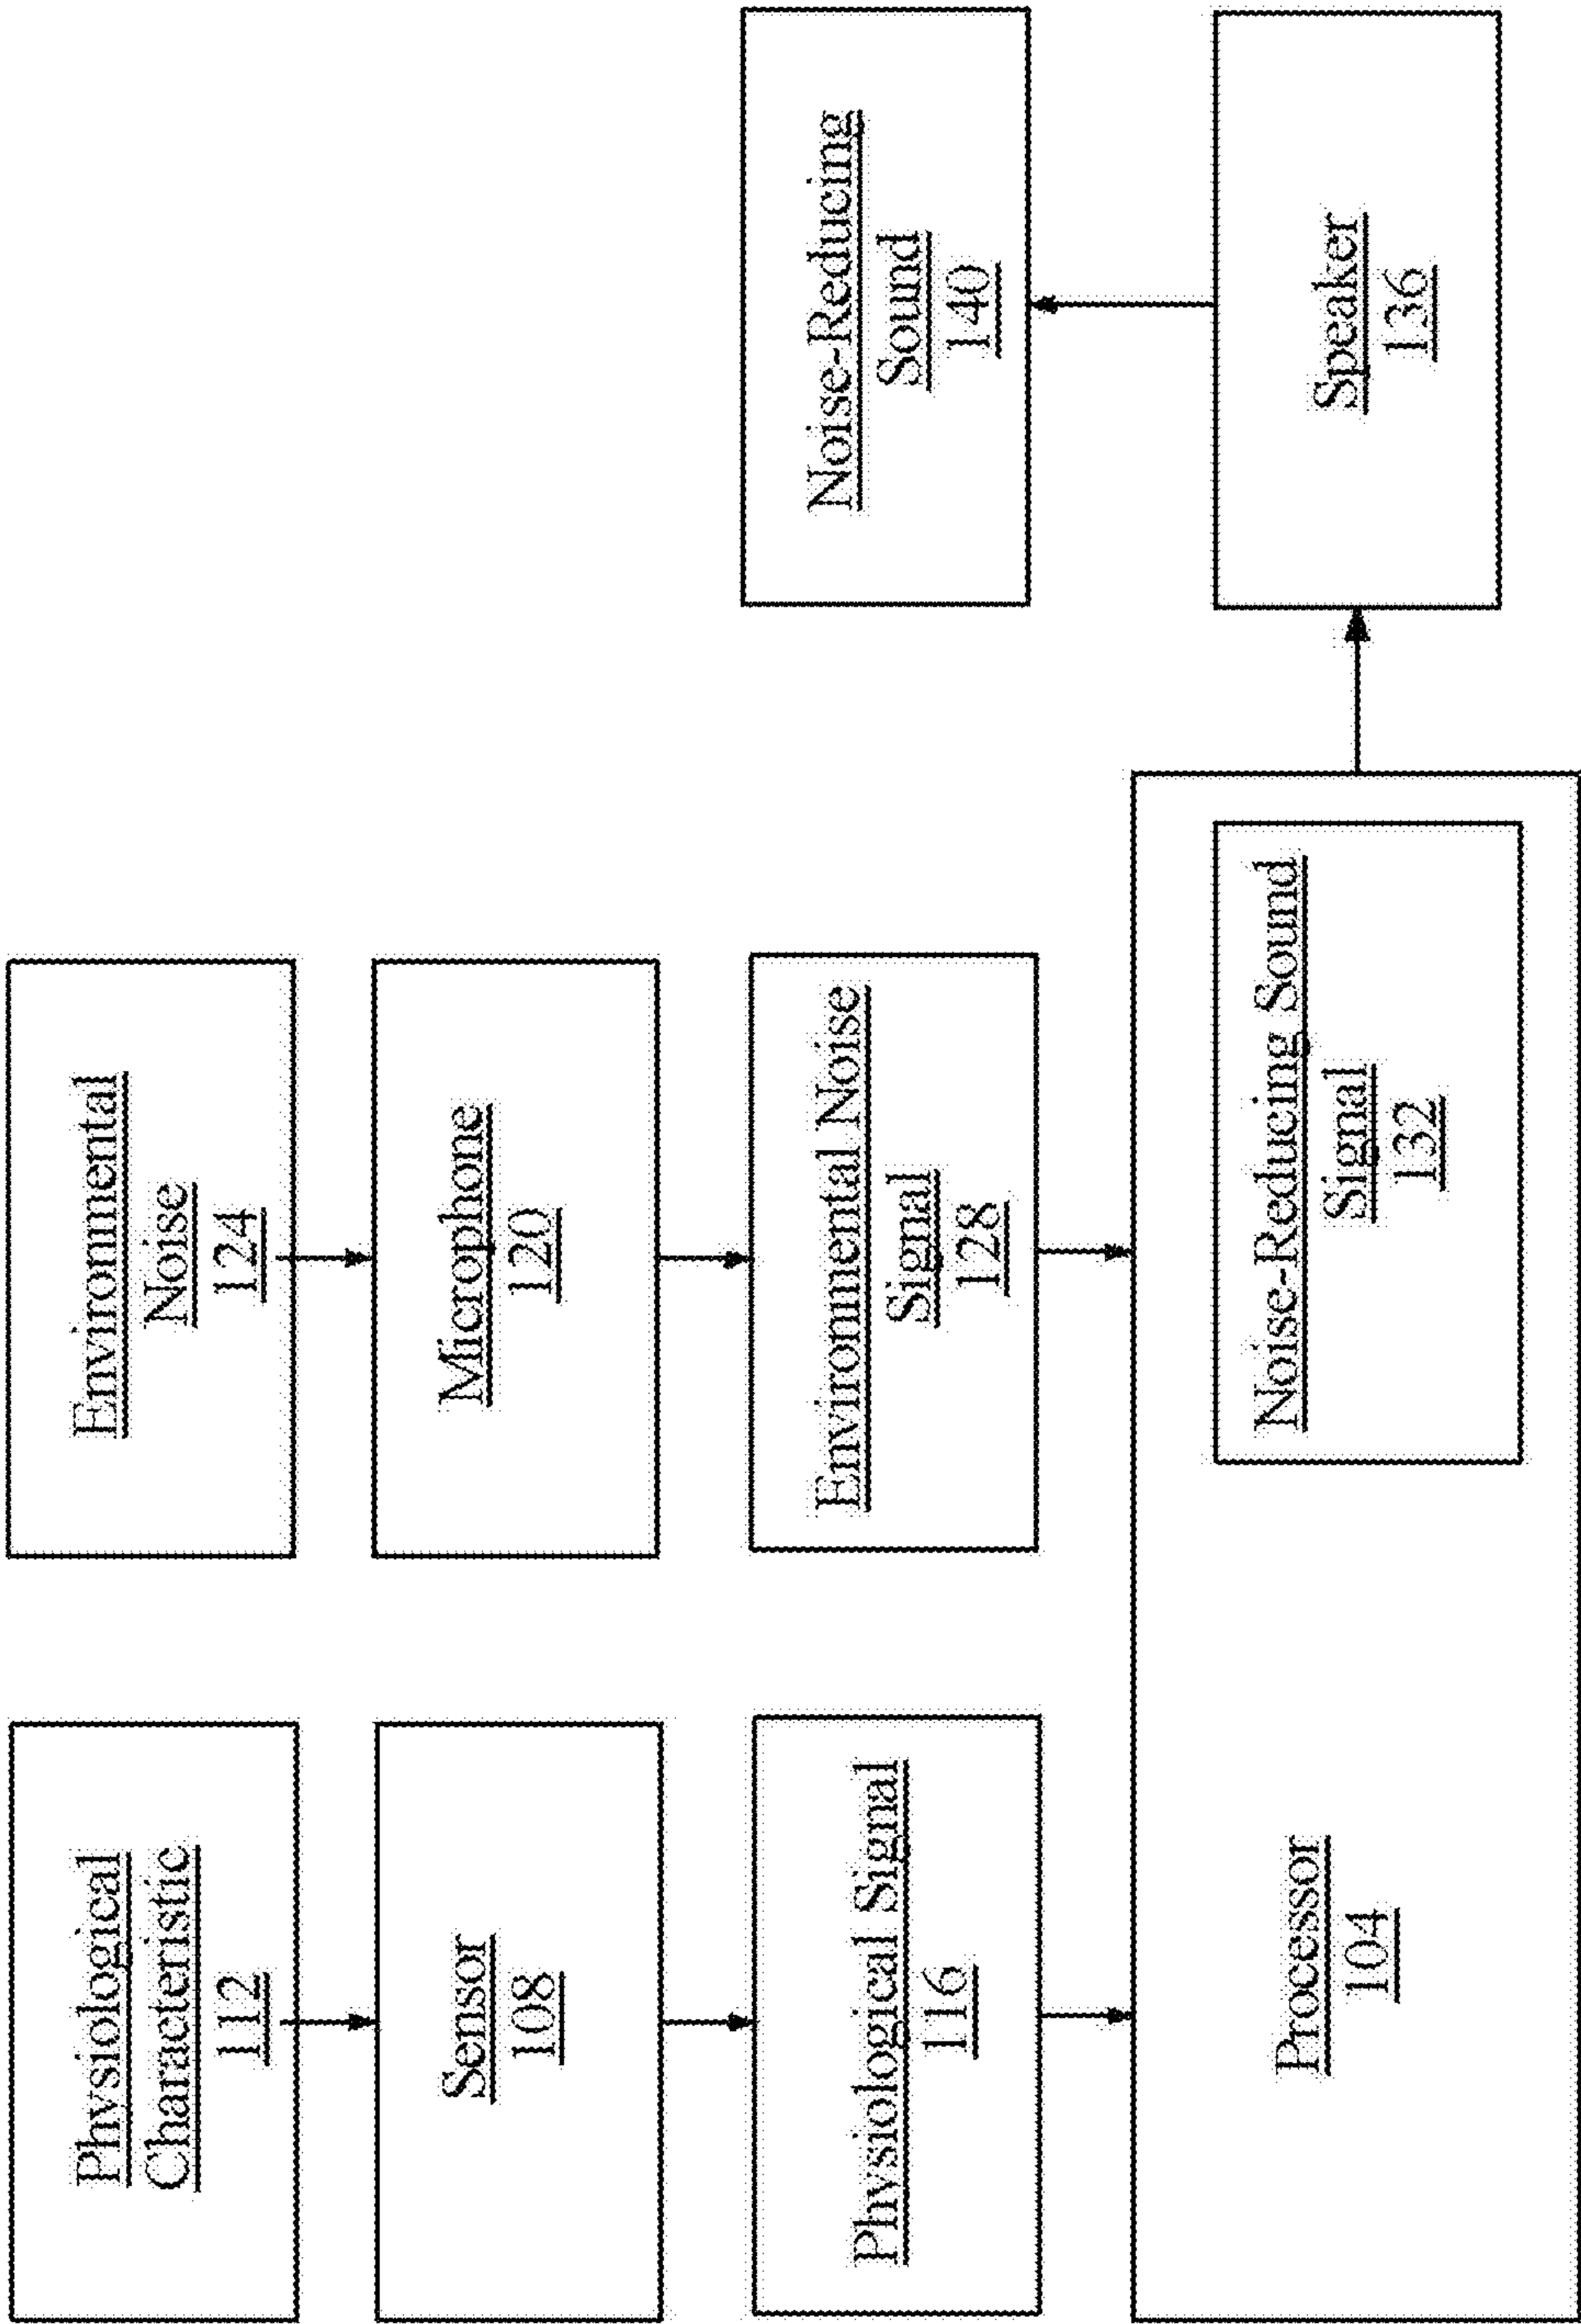 Physiological
Characteristic
112
Sensor
108
Physiological Signal
116
Environmental
Noise
124
Microphone
120
Environmental Noise
Signal
128
Processor
104
Noise-Reducing Sound
Signal
132
Speaker
136
Noise-Reducing
Sound
140